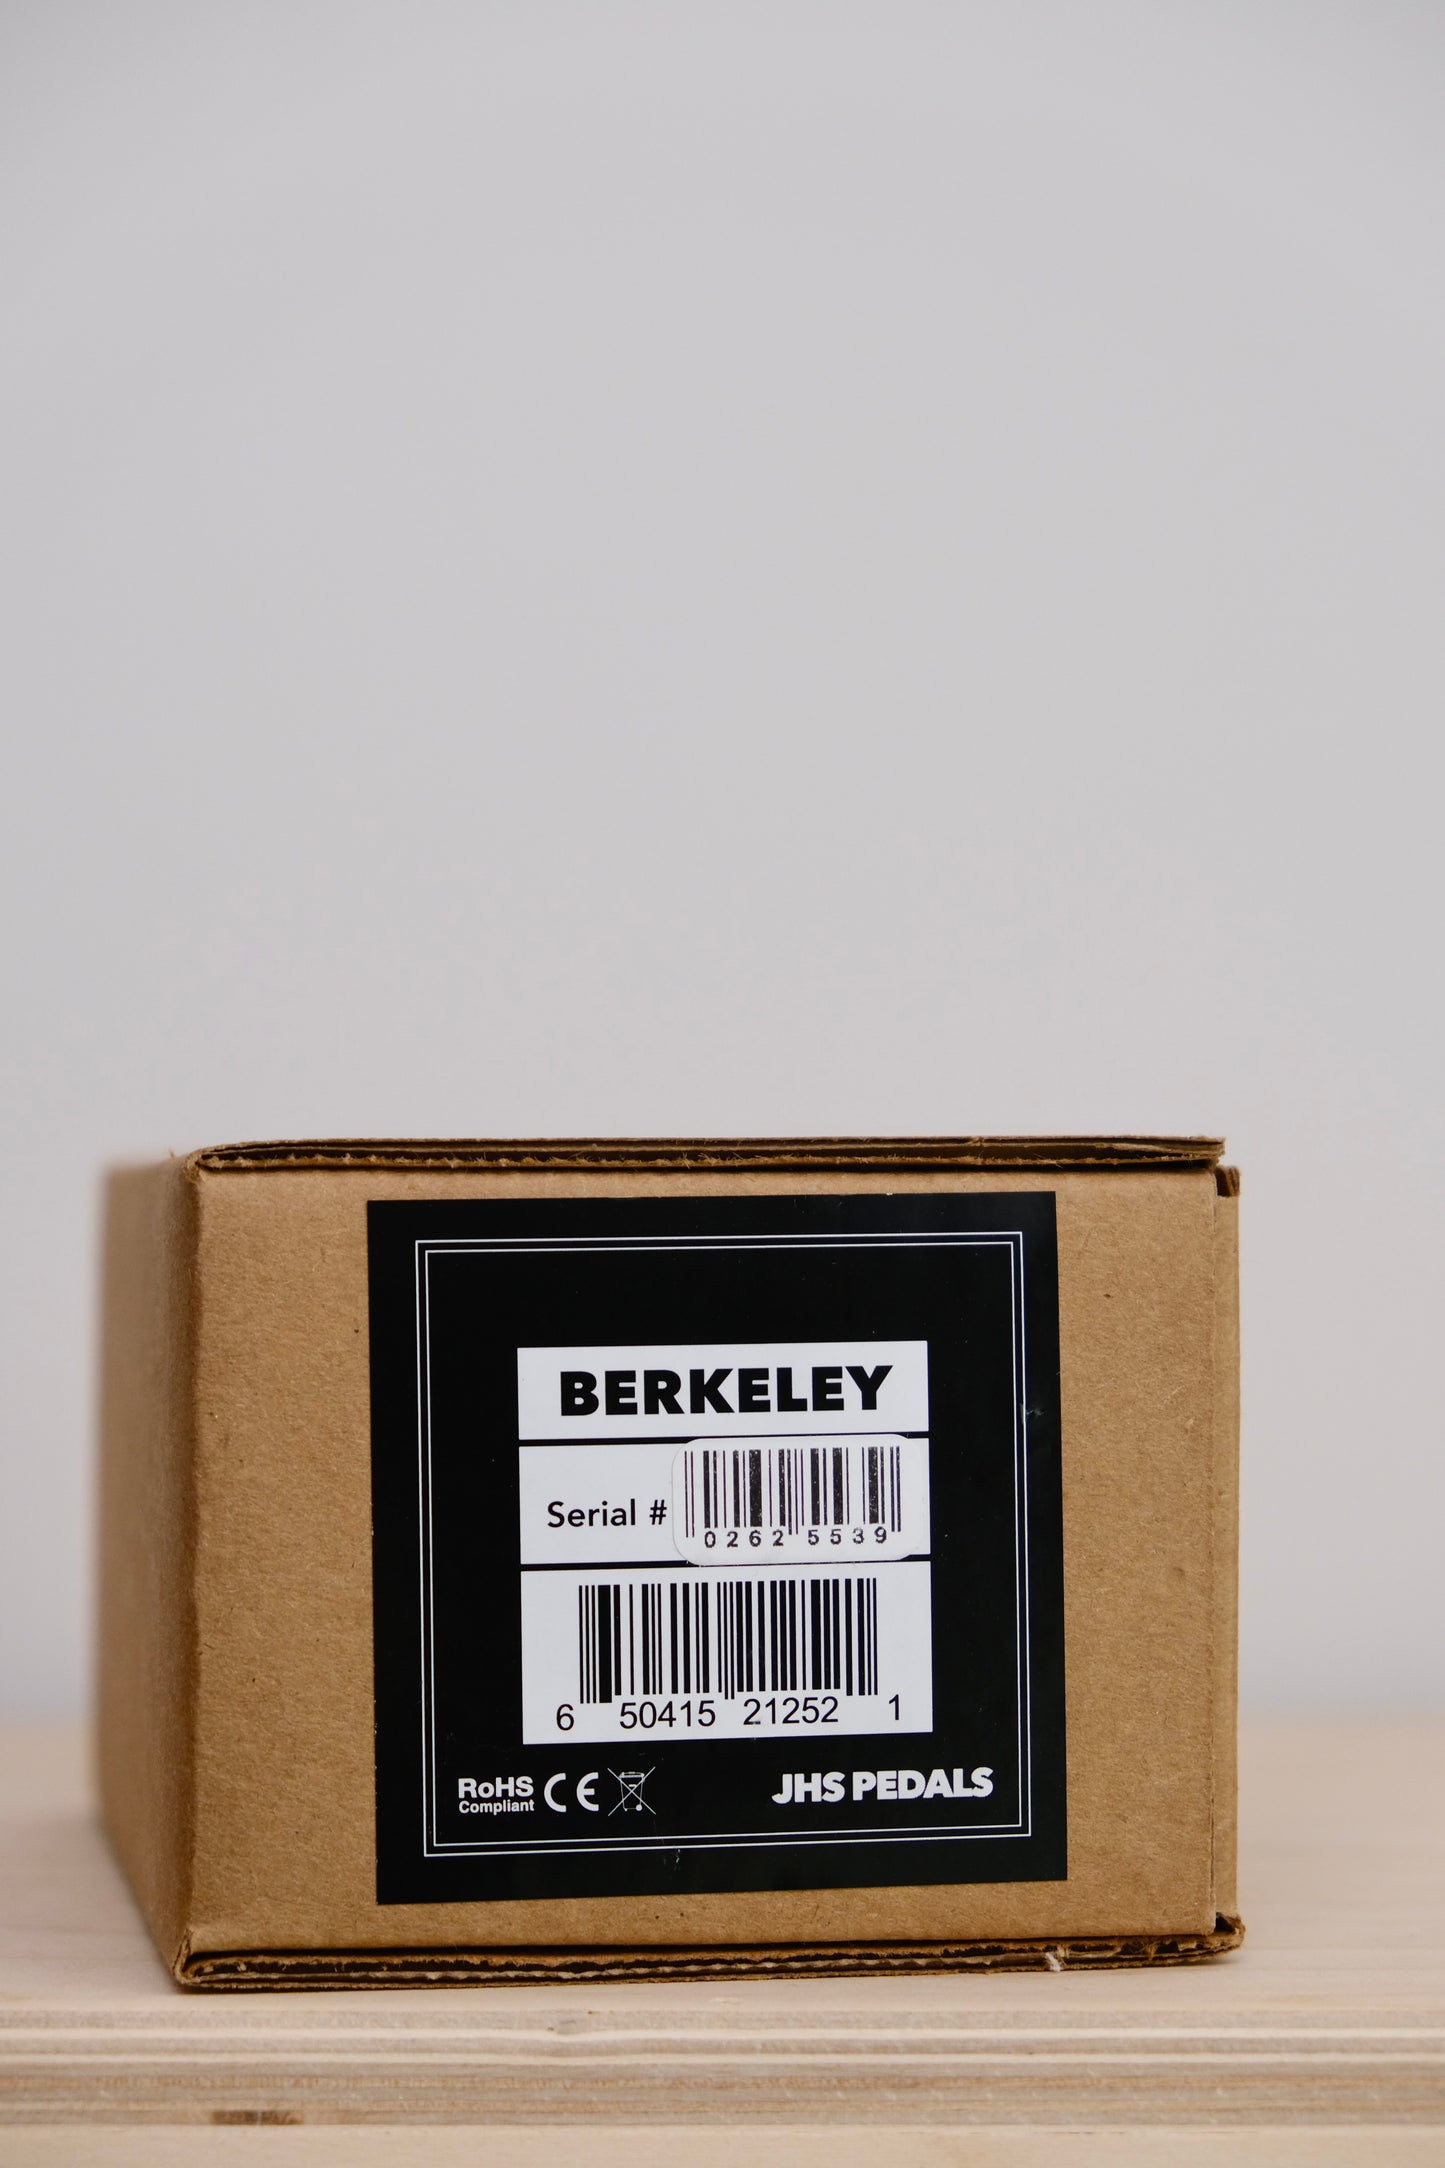 BERKELEY
Serial #
0262 5539
6 50415 21252 1
RoHS
Compliant
CE
JHS PEDALS